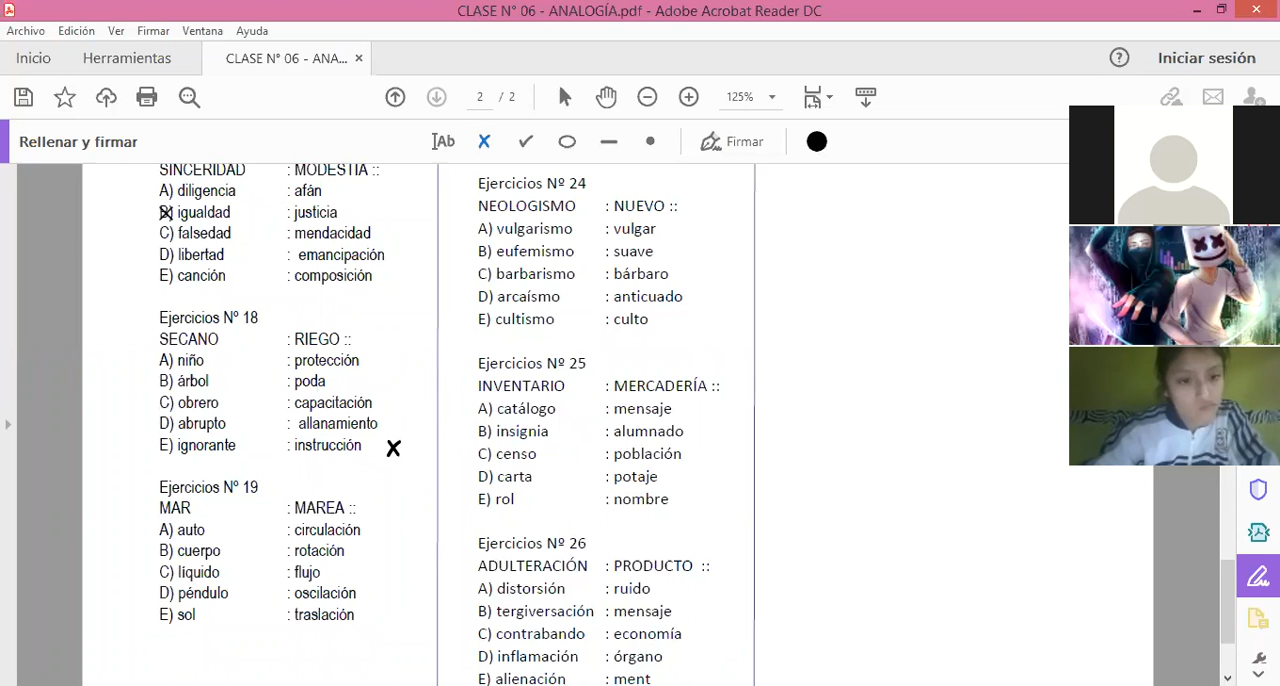 CLASE N° 06 - ANALOGÍA.pdf - Adobe Acrobat Reader DC
Archivo Edición Ver Firmar Ventana Ayuda
Inicio Herramientas CLASE N° 06 - ANA... × Iniciar sesión
2 / 2 125%
Rellenar y firmar Ab Firmar
SINCERIDAD : MODESTIA ::
A) diligencia : afán
B) igualdad : justicia
C) falsedad : mendacidad
D) libertad : emancipación
E) canción : composición
Ejercicios Nº 18
SECANO : RIEGO ::
A) niño : protección
B) árbol : poda
C) obrero : capacitación
D) abrupto : allanamiento
E) ignorante : instrucción X
Ejercicios Nº 19
MAR : MAREA ::
A) auto : circulación
B) cuerpo : rotación
C) líquido : flujo
D) péndulo : oscilación
E) sol : traslación
Ejercicios Nº 24
NEOLOGISMO : NUEVO ::
A) vulgarismo : vulgar
B) eufemismo : suave
C) barbarismo : bárbaro
D) arcaísmo : anticuado
E) cultismo : culto
Ejercicios Nº 25
INVENTARIO : MERCADERÍA ::
A) catálogo : mensaje
B) insignia : alumnado
C) censo : población
D) carta : potaje
E) rol : nombre
Ejercicios Nº 26
ADULTERACIÓN : PRODUCTO ::
A) distorsión : ruido
B) tergiversación : mensaje
C) contrabando : economía
D) inflamación : órgano
E) alienación : ment